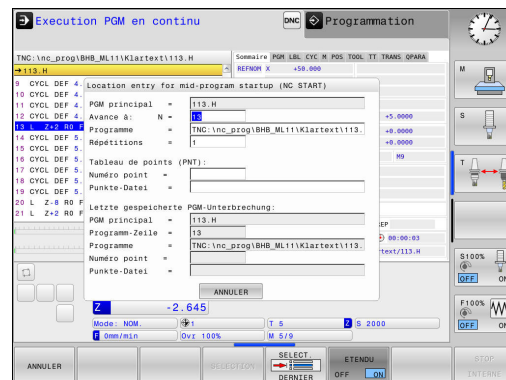 Execution PGM en continu
DNC
Programmation
TNC:\nc_prog\BHB_ML11\Klartext\113.H
→113.H
Sommaire PGM LBL CYC M POS TOOL TT TRANS QPARA
REFNOM X +50.000
9 CYCL DEF 4.
10 CYCL DEF 4.
11 CYCL DEF 4.
12 CYCL DEF 4.
13 L Z+2 R0 F
14 CYCL DEF 5.
15 CYCL DEF 5.
16 CYCL DEF 5.
17 CYCL DEF 5.
18 CYCL DEF 5.
19 CYCL DEF 5.
20 L Z-8 R0 F
21 L Z+2 R0 F
Location entry for mid-program startup (NC START)
PGM principal = 113.H
Avance à: N = 13
Programme = TNC:\nc_prog\BHB_ML11\Klartext\113.
Répétitions = 1
Tableau de points (PNT):
Numéro point =
Punkte-Datei =
Letzte gespeicherte PGM-Unterbrechung:
PGM principal = 113.H
Programm-Zeile = 13
Programme = TNC:\nc_prog\BHB_ML11\Klartext\113.
Numéro point =
Punkte-Datei =
ANNULER
+5.0000
+0.0000
+0.0000
M9
EP
00:00:03
text/113.H
Z -2.645
Mode: NOM. 1 T 5 Z S 2000
F 0mm/min Ovr 100% M 5/9
M
S
T
S100%
OFF ON
F100%
OFF ON
ANNULER
SELECTION
SELECT.
DERNIER
ETENDU
OFF ON
STOP
INTERNE